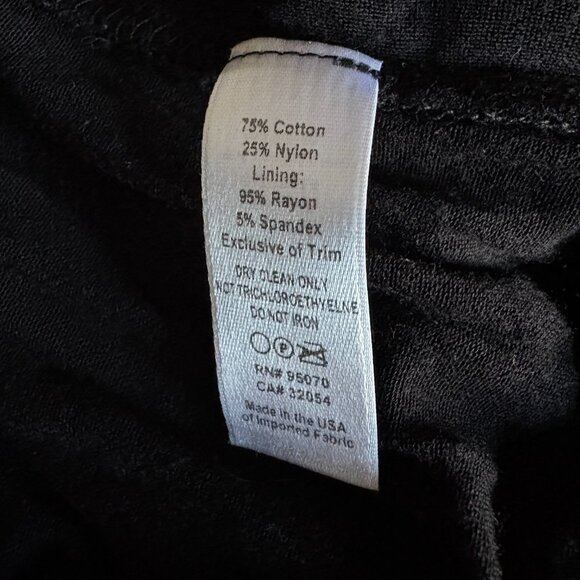 75% Cotton
25% Nylon
Lining:
95% Rayon
5% Spandex
Exclusive of Trim
DRY CLEAN ONLY
NOT TRICHLOROETHYELNE
DO NOT IRON
P
RN# 95070
CA# 32054
Made in the USA
of Imported Fabric